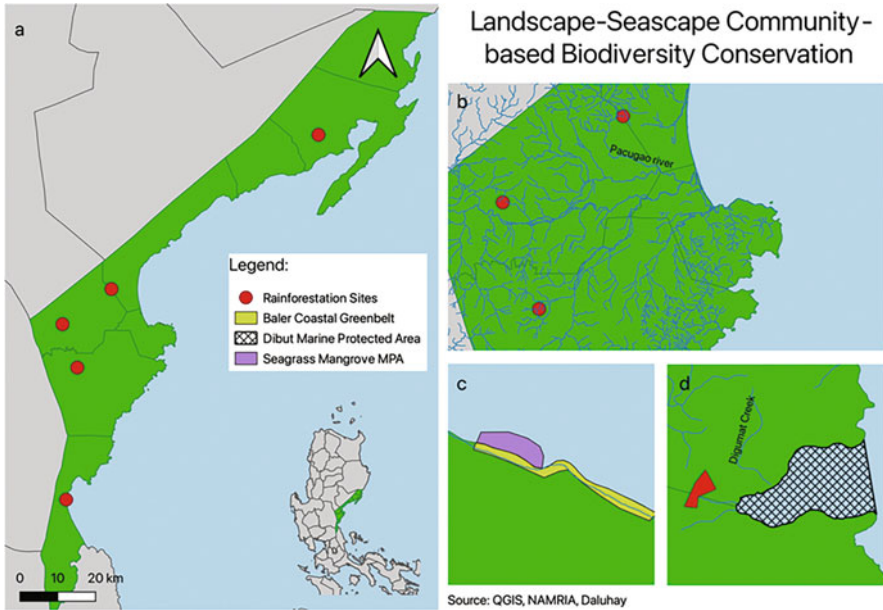 Landscape-Seascape Community-
based Biodiversity Conservation
a
Legend:
Rainforestation Sites
Baler Coastal Greenbelt
Dibut Marine Protected Area
Seagrass Mangrove MPA
0 10 20 km
b
Pacugao river
c
d
Digumat Creek
Source: QGIS, NAMRIA, Daluhay